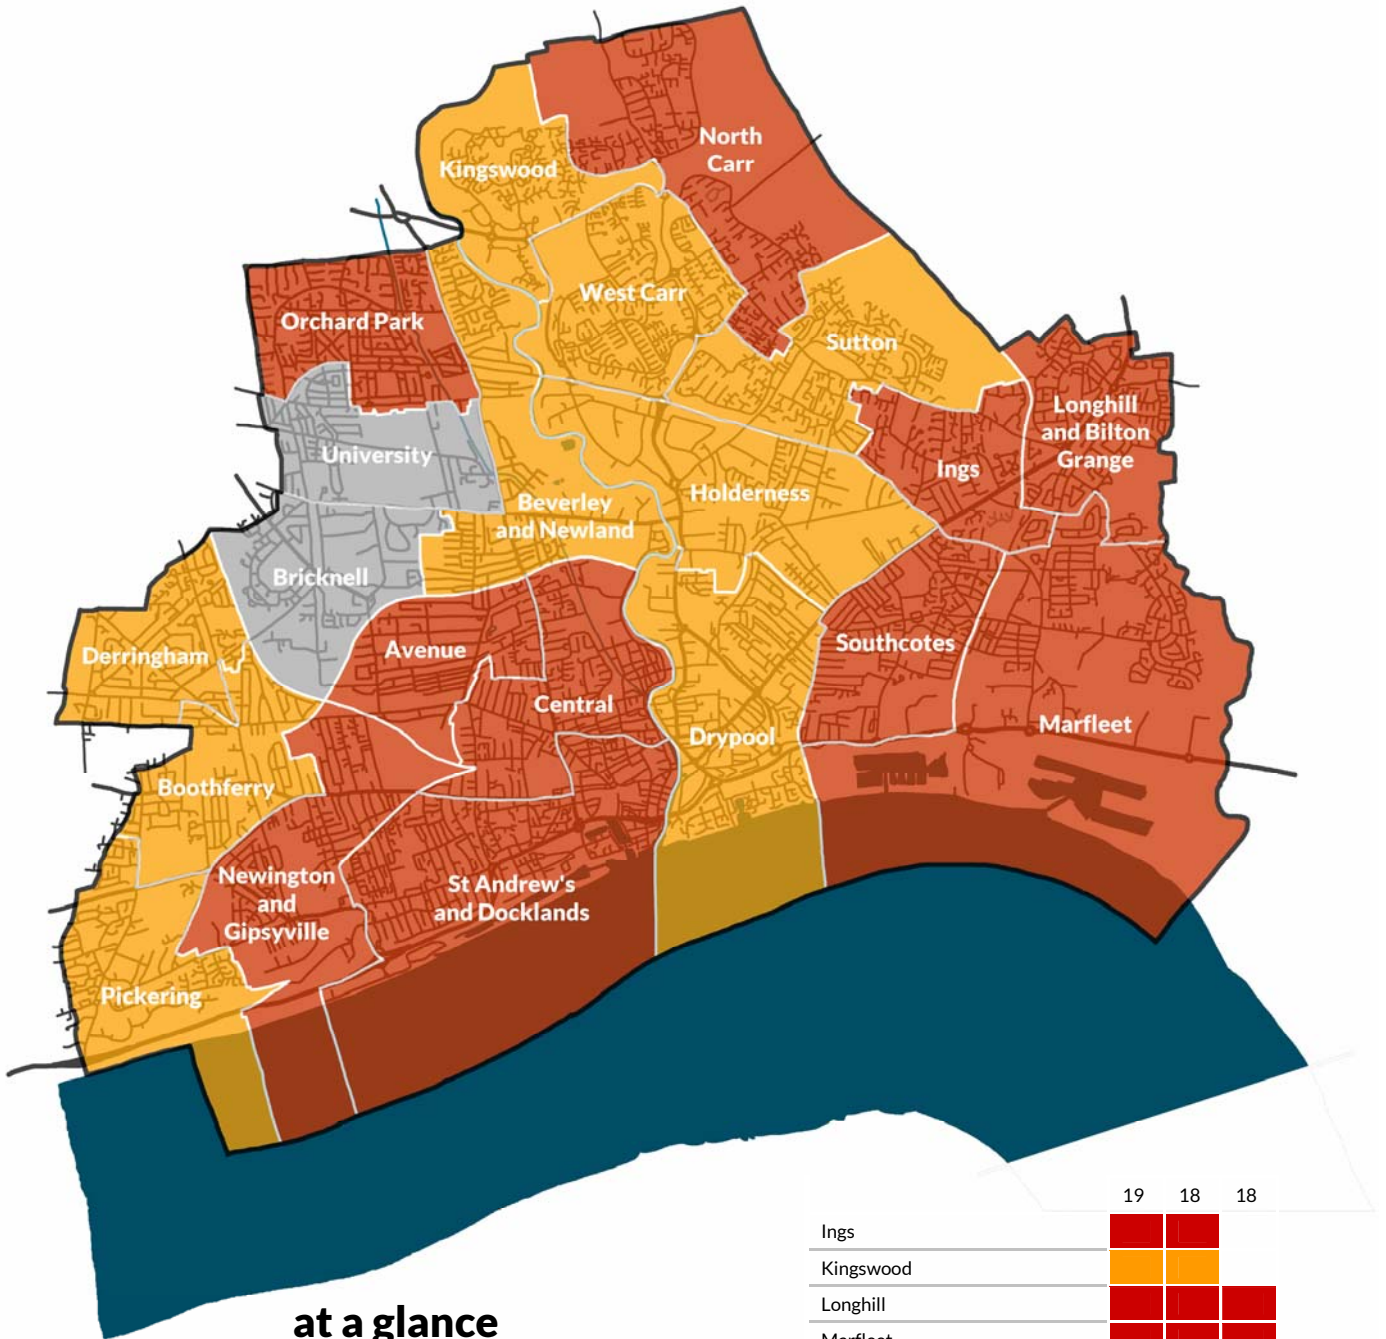 North
Carr
Kingswood
West Carr
Orchard Park
Sutton
Longhill
and Bilton
Grange
University
Ings
Holderness
Beverley
and Newland
Bricknell
Derringham
Avenue
Southcotes
Central
Marfleet
Drypool
Boothferry
Newington
and
Gipsyville
St Andrew's
and Docklands
Pickering
19 18 18
Ings
Kingswood
Longhill
Marfleet
at a glance